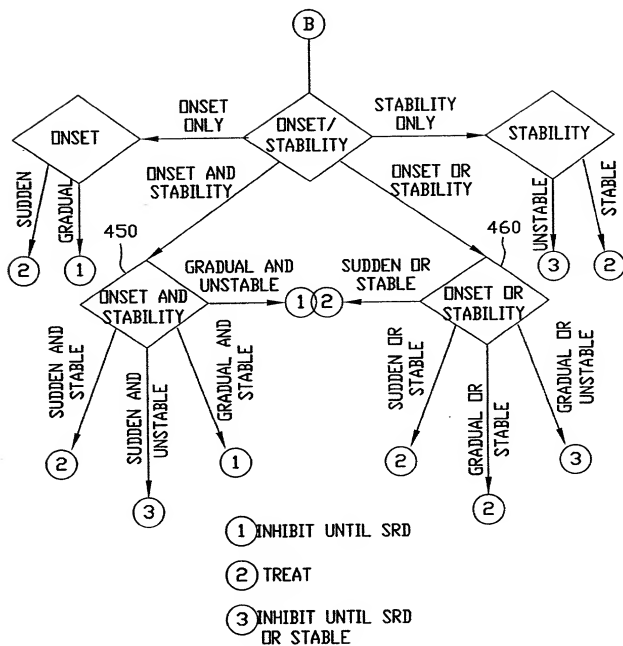 B
ONSET ONLY
STABILITY ONLY
ONSET
ONSET/ STABILITY
STABILITY
ONSET AND STABILITY
ONSET OR STABILITY
SUDDEN
GRADUAL
UNSTABLE
STABLE
2
1
3
2
450
460
GRADUAL AND UNSTABLE
SUDDEN OR STABLE
ONSET AND STABILITY
1 2
ONSET OR STABILITY
SUDDEN AND STABLE
SUDDEN AND UNSTABLE
GRADUAL AND STABLE
SUDDEN OR STABLE
GRADUAL OR STABLE
GRADUAL OR UNSTABLE
2
3
1
2
2
3
1 INHIBIT UNTIL SRD
2 TREAT
3 INHIBIT UNTIL SRD
OR STABLE